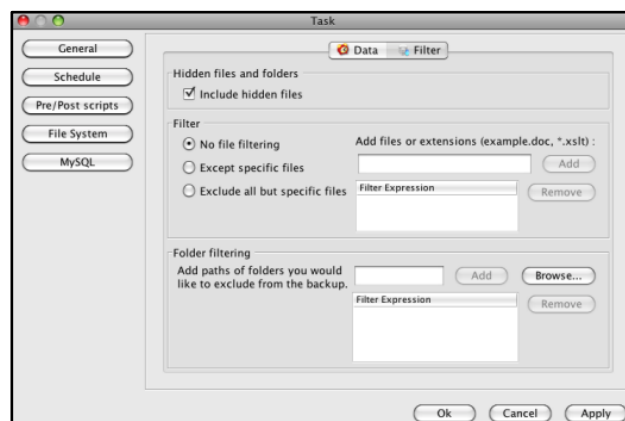 Task
General
Schedule
Pre/Post scripts
File System
MySQL
Data
Filter
Hidden files and folders
Include hidden files
Filter
No file filtering
Except specific files
Exclude all but specific files
Add files or extensions (example.doc, *.xslt) :
Add
Filter Expression
Remove
Folder filtering
Add paths of folders you would
like to exclude from the backup.
Add
Browse...
Filter Expression
Remove
Ok
Cancel
Apply